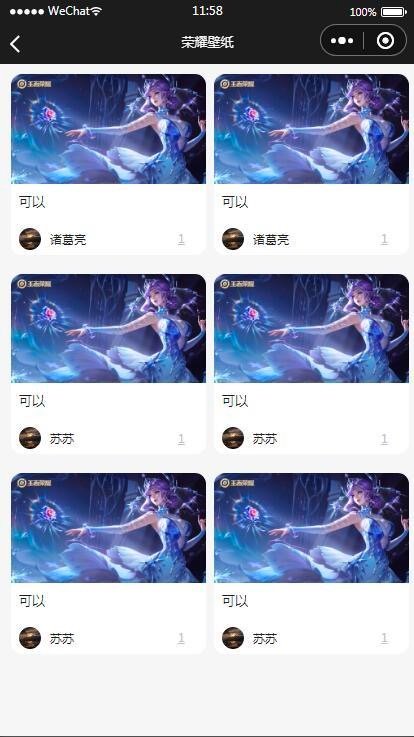 WeChat 11:58 100%
荣耀壁纸
王者荣耀 王者荣耀
可以 可以
诸葛亮 1 诸葛亮 1
王者荣耀 王者荣耀
可以 可以
苏苏 1 苏苏 1
王者荣耀 王者荣耀
可以 可以
苏苏 1 苏苏 1